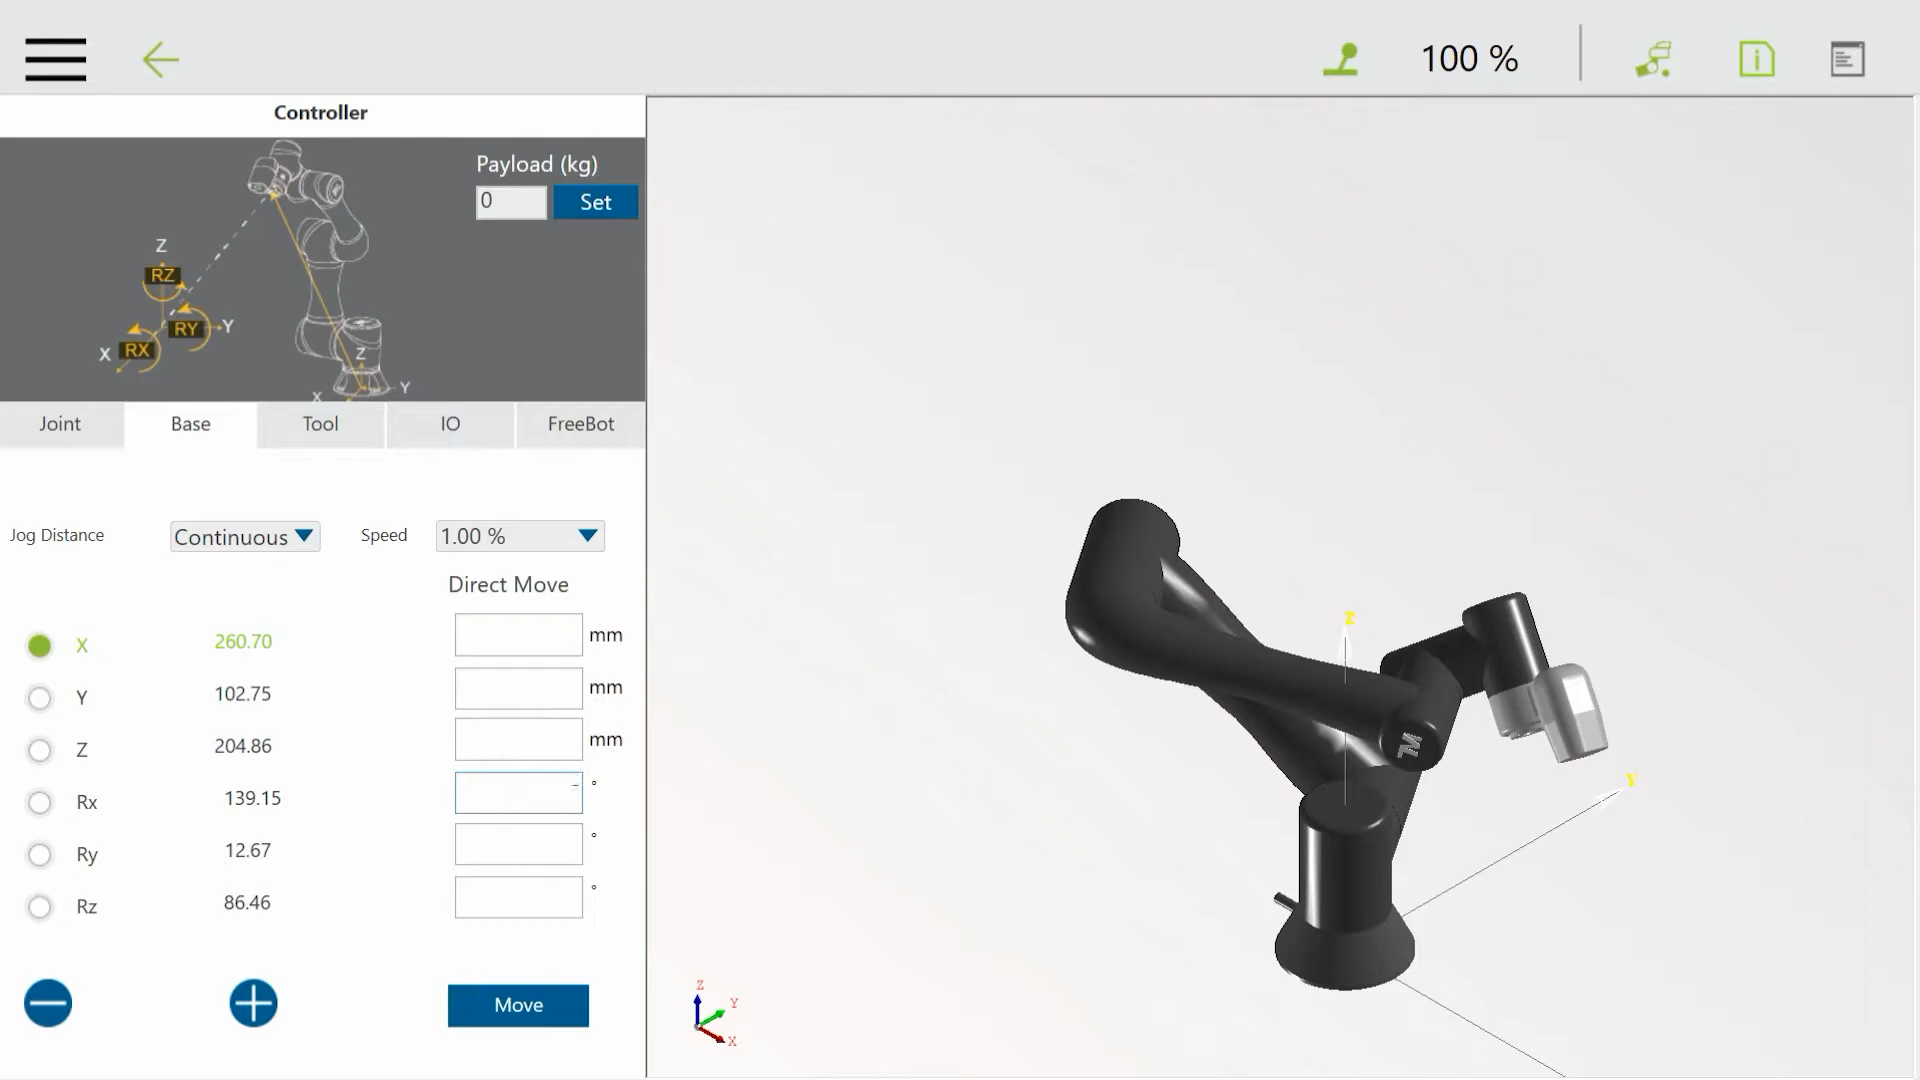 100 %
Controller
Payload (kg)
0 Set
Z
RZ
RY Y
X RX
Z
Y
X
Joint Base Tool IO FreeBot
Jog Distance Continuous Speed 1.00 %
Direct Move
X 260.70 mm
Y 102.75 mm
Z 204.86 mm
Rx 139.15 °
Ry 12.67 °
Rz 86.46 °
Move
Z
Y
TM
Z
Y
X